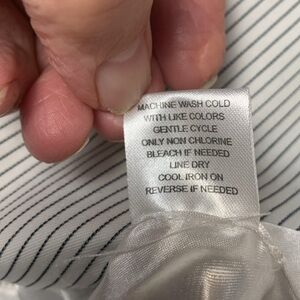 MACHINE WASH COLD
WITH LIKE COLORS
GENTLE CYCLE
ONLY NON CHLORINE
BLEACH IF NEEDED
LINE DRY
COOL IRON ON
REVERSE IF NEEDED